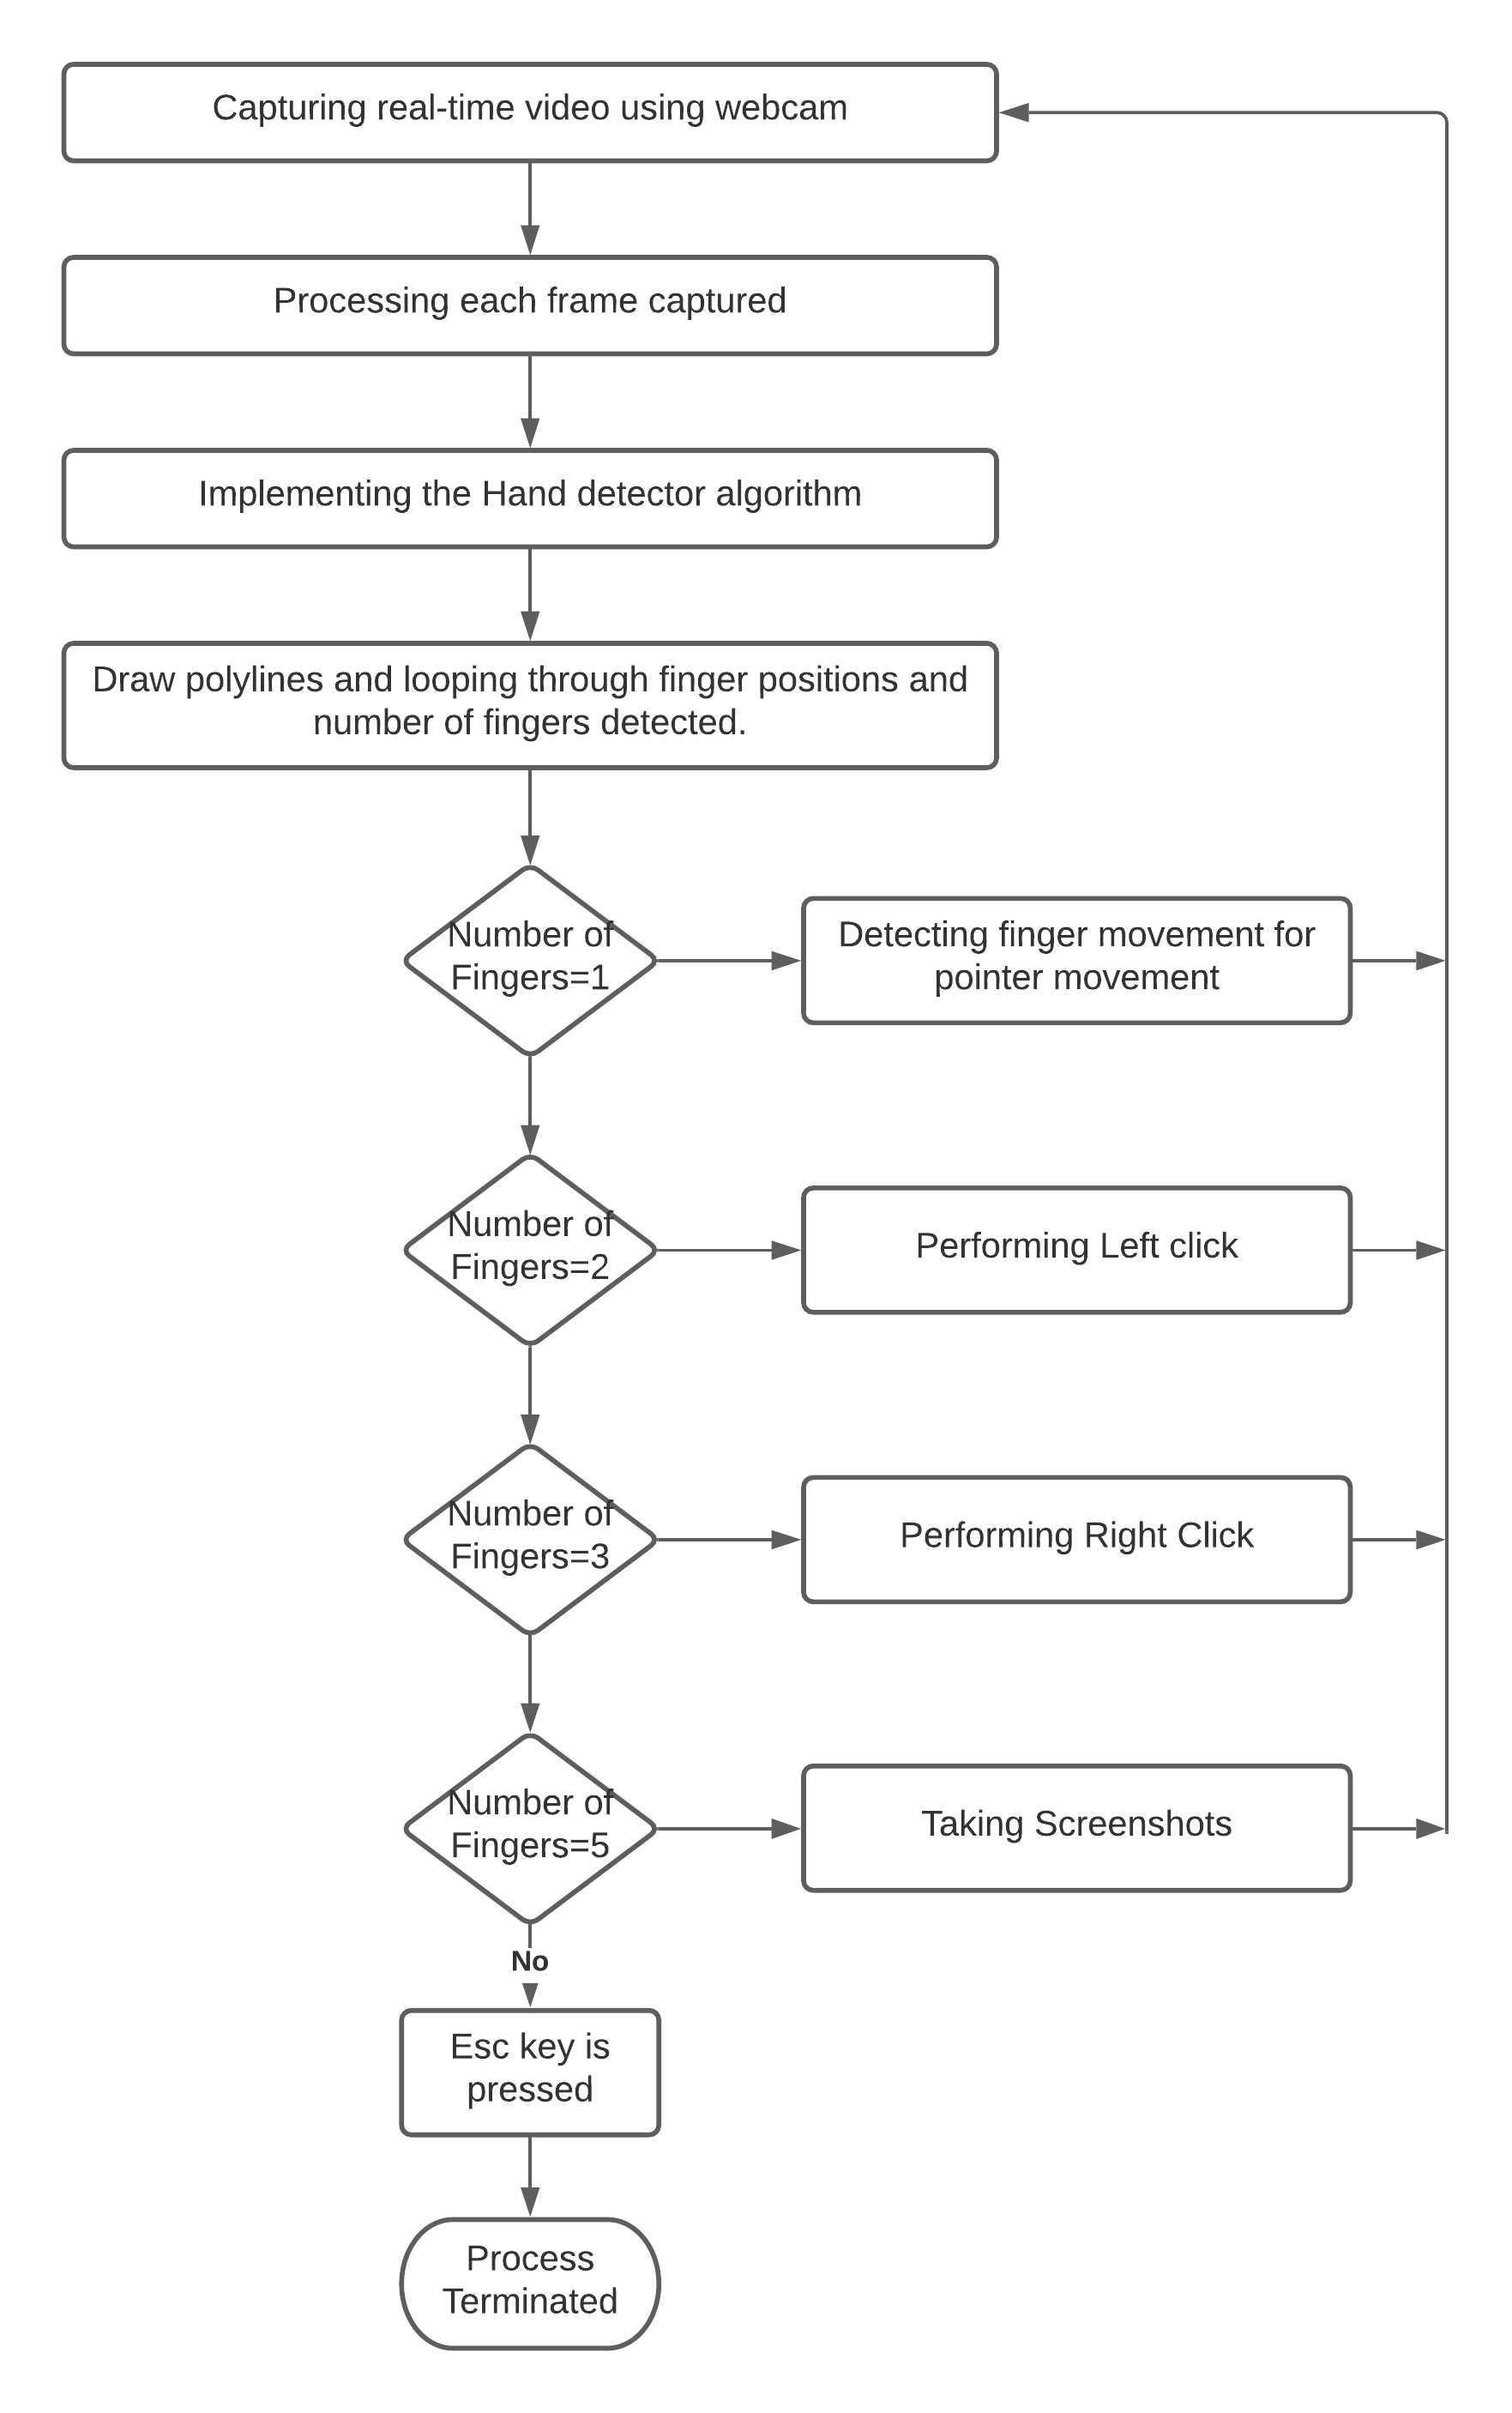 Capturing real-time video using webcam
Processing each frame captured
Implementing the Hand detector algorithm
Draw polylines and looping through finger positions and
number of fingers detected.
Number of
Fingers=1
Detecting finger movement for
pointer movement
Number of
Fingers=2
Performing Left click
Number of
Fingers=3
Performing Right Click
Number of
Fingers=5
Taking Screenshots
No
Esc key is
pressed
Process
Terminated